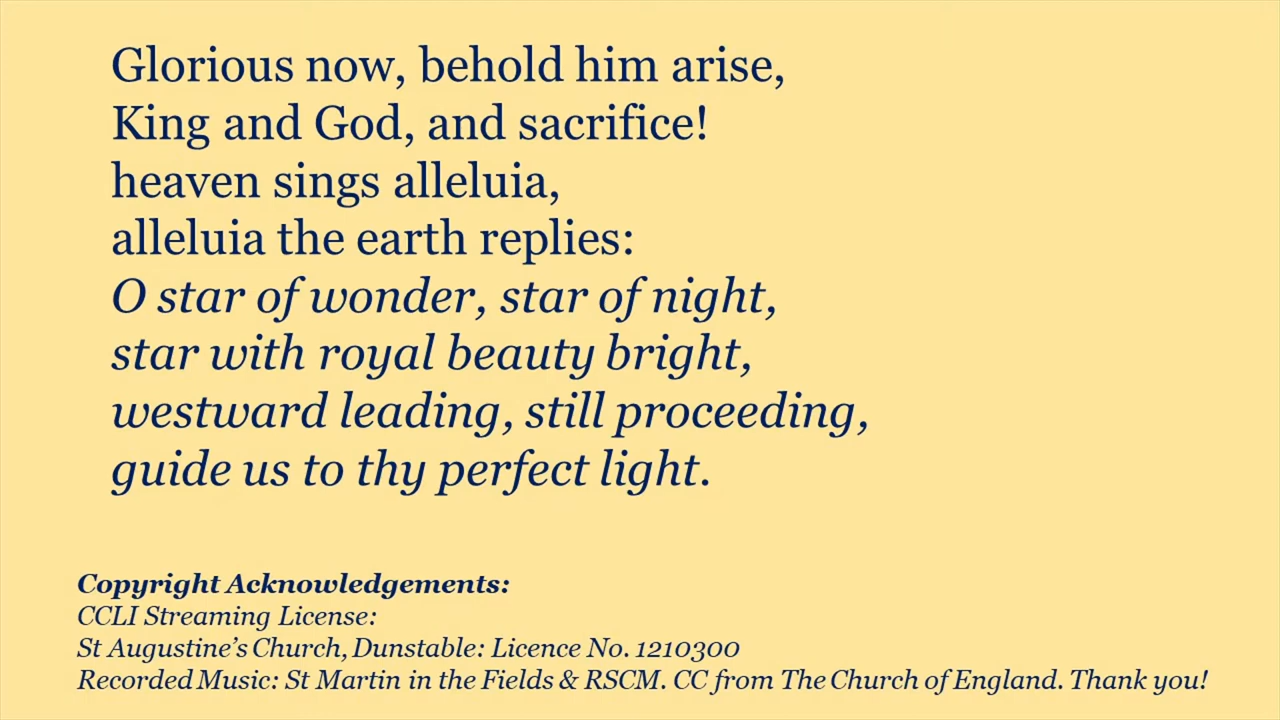 Glorious now, behold him arise,
King and God, and sacrifice!
heaven sings alleluia,
alleluia the earth replies:
O star of wonder, star of night,
star with royal beauty bright,
westward leading, still proceeding,
guide us to thy perfect light.
Copyright Acknowledgements:
CCLI Streaming License:
St Augustine's Church, Dunstable: Licence No. 1210300
Recorded Music: St Martin in the Fields & RSCM. CC from The Church of England. Thank you!